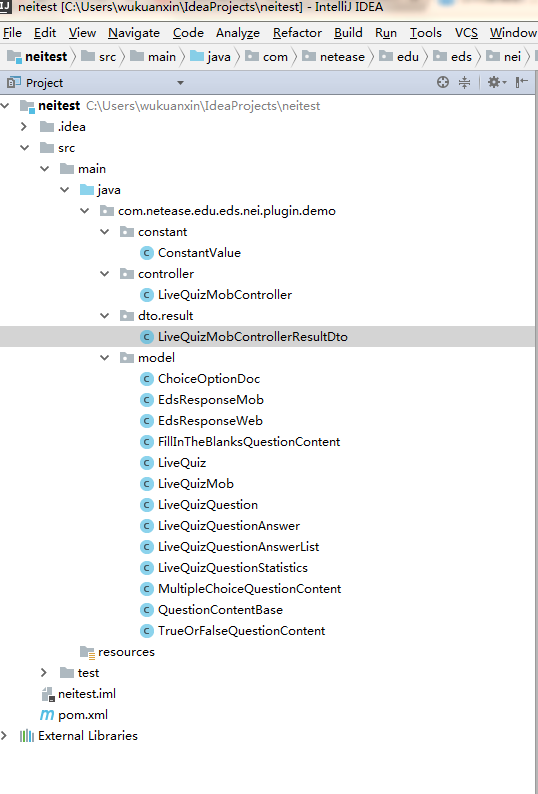 neitest [C:\Users\wukuanxin\IdeaProjects\neitest] - IntelliJ IDEA
File Edit View Navigate Code Analyze Refactor Build Run Tools VCS Window
neitest src main java com netease edu eds nei
Project
neitest C:\Users\wukuanxin\IdeaProjects\neitest
.idea
src
main
java
com.netease.edu.eds.nei.plugin.demo
constant
ConstantValue
controller
LiveQuizMobController
dto.result
LiveQuizMobControllerResultDto
model
ChoiceOptionDoc
EdsResponseMob
EdsResponseWeb
FillInTheBlanksQuestionContent
LiveQuiz
LiveQuizMob
LiveQuizQuestion
LiveQuizQuestionAnswer
LiveQuizQuestionAnswerList
LiveQuizQuestionStatistics
MultipleChoiceQuestionContent
QuestionContentBase
TrueOrFalseQuestionContent
resources
test
neitest.iml
pom.xml
External Libraries